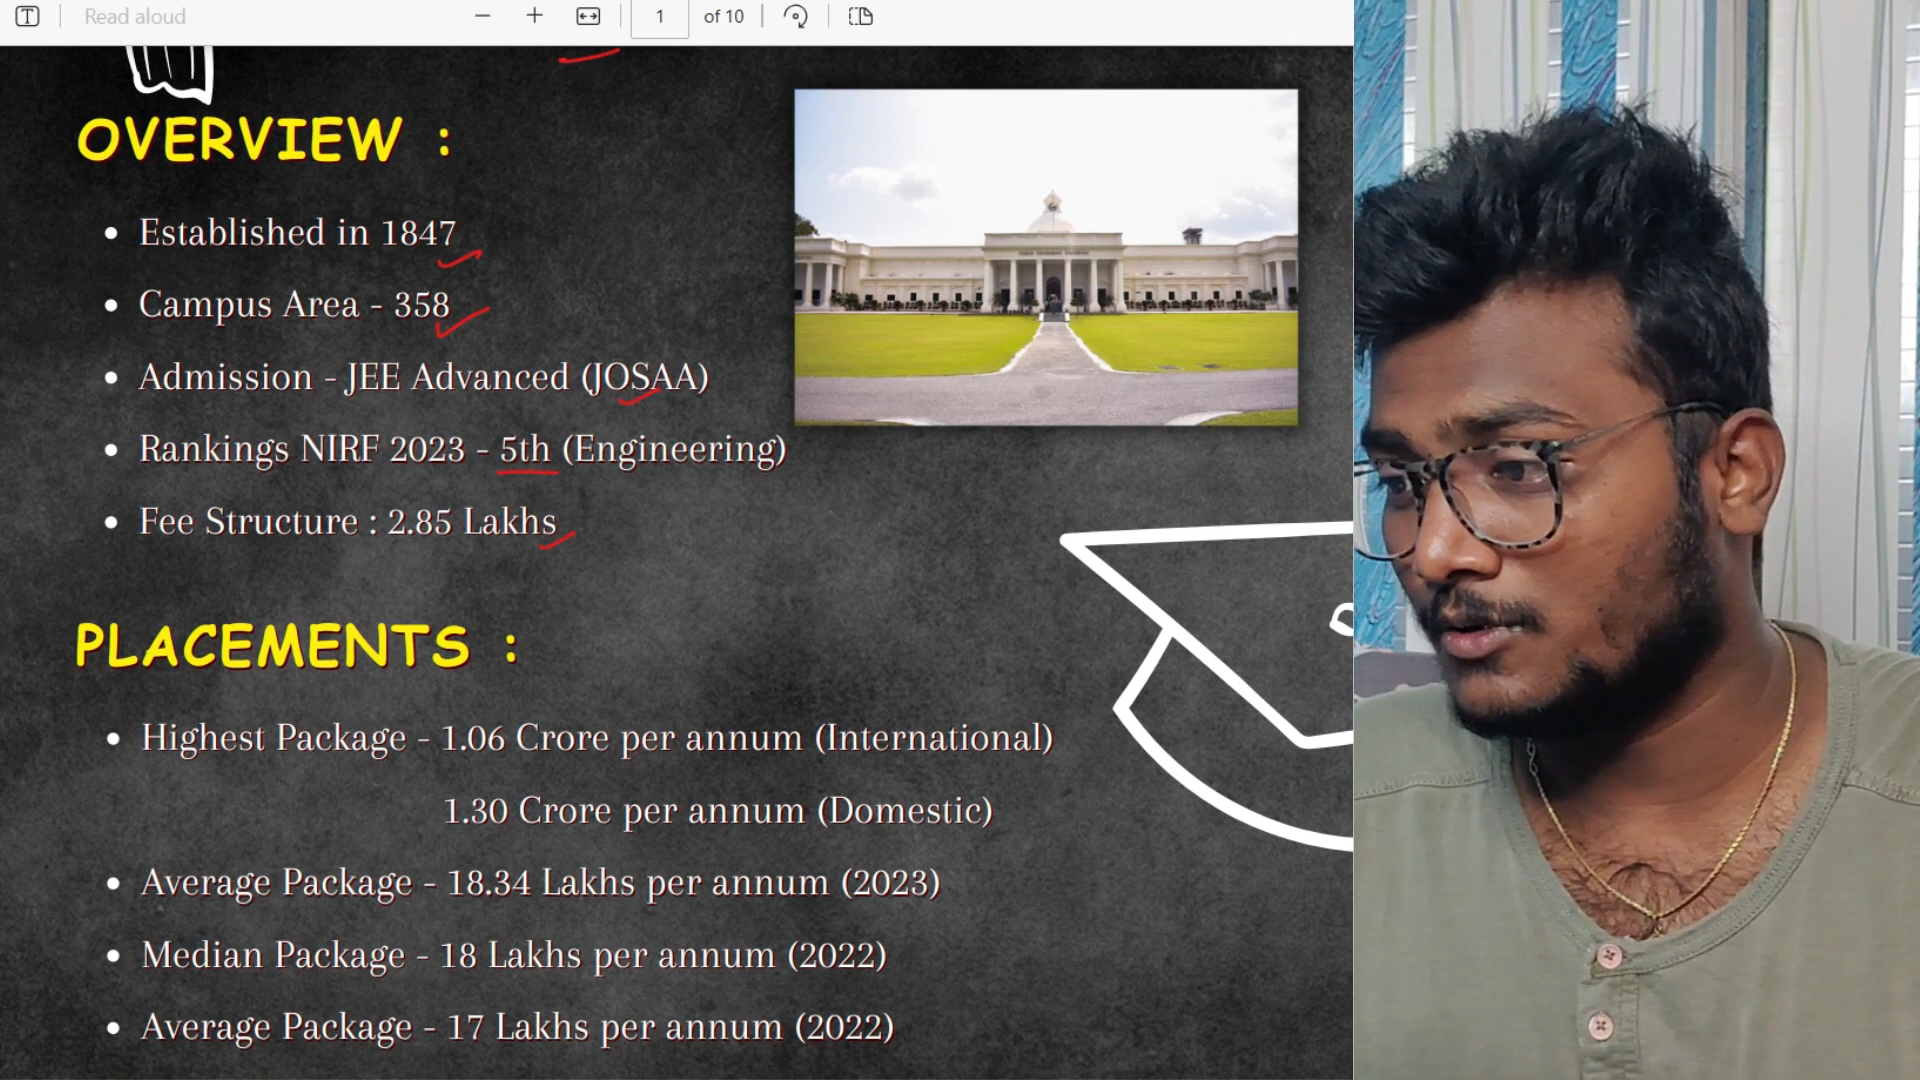 Read aloud
1 of 10
OVERVIEW :
Established in 1847
Campus Area - 358
Admission - JEE Advanced (JOSAA)
Rankings NIRF 2023 - 5th (Engineering)
Fee Structure : 2.85 Lakhs
PLACEMENTS :
Highest Package - 1.06 Crore per annum (International)
1.30 Crore per annum (Domestic)
Average Package - 18.34 Lakhs per annum (2023)
Median Package - 18 Lakhs per annum (2022)
Average Package - 17 Lakhs per annum (2022)